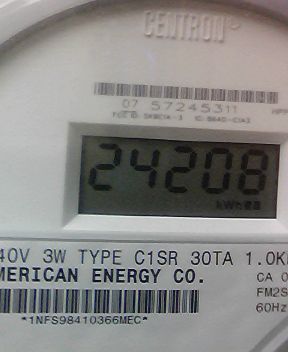 CENTRON®
07 57245311
24208
kWh
40V 3W TYPE C1SR 30TA 1.0K
MERICAN ENERGY CO.
CA 0
FM2S
60Hz
*1NFS98410366MEC*